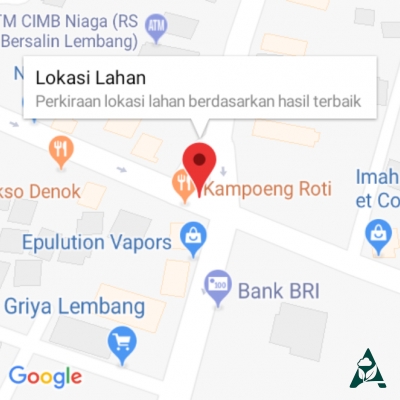 TM CIMB Niaga (RS
Bersalin Lembang)
ATM
N
Lokasi Lahan
Perkiraan lokasi lahan berdasarkan hasil terbaik
kso Denok
Kampoeng Roti
Imah
et Co
Epulution Vapors
Bank BRI
Griya Lembang
Google